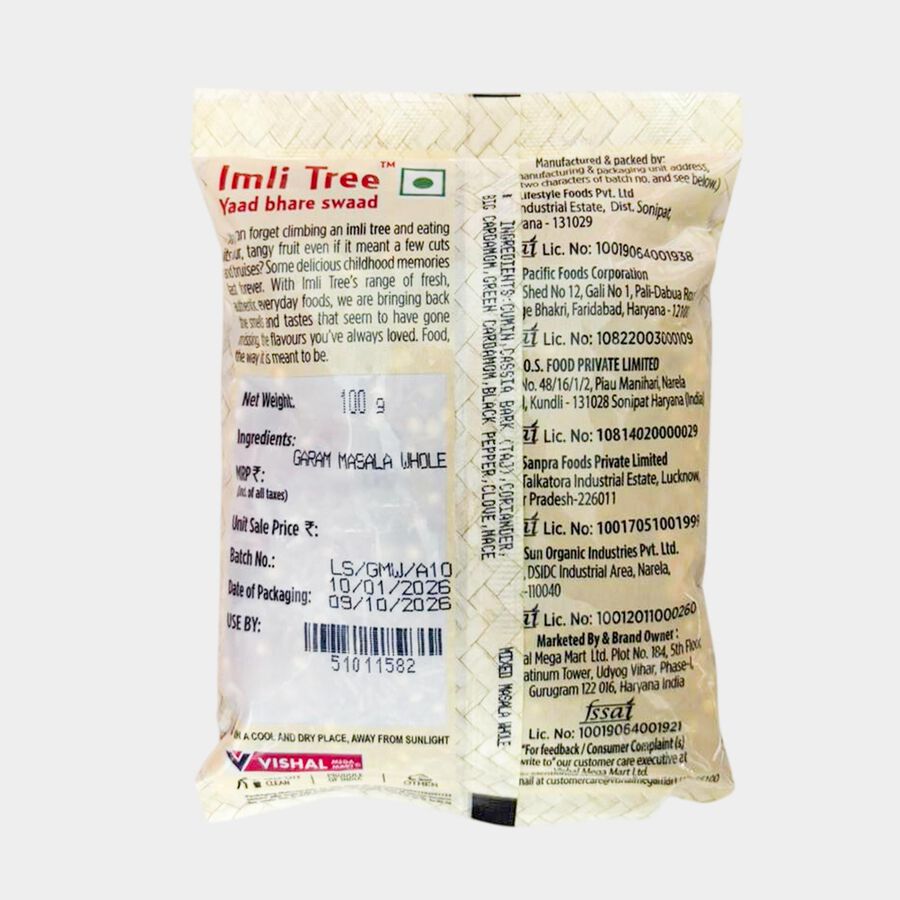 Imli Tree™
Yaad bhare swaad
forget climbing an imli tree and eating
tangy fruit even if it meant a few cuts
bruises? Some delicious childhood memories
forever. With Imli Tree's range of fresh,
everyday foods, we are bringing back
and tastes that seem to have gone
the flavours you've always loved. Food,
the way it is meant to be.
Net Weight: 100 g
Ingredients:
GARAM MASALA WHOLE
MRP ₹:
(Incl. of all taxes)
Unit Sale Price ₹:
Batch No.: LS/GMW/A10
Date of Packaging: 10/01/2026
USE BY: 09/10/2026
51011582
IN A COOL AND DRY PLACE, AWAY FROM SUNLIGHT
VISHAL MEGA MART
INGREDIENTS:CUMIN,CASSIA BARK (TAJ),CORIANDER,
BIG CARDAMOM,GREEN CARDAMOM,BLACK PEPPER,CLOVE,MACE
MIXED MASALA WHOLE
Manufactured & packed by:
manufacturing & packaging unit address,
two characters of batch no. and see below,)
Lifestyle Foods Pvt. Ltd
Industrial Estate, Dist. Sonipat,
ana - 131029
Lic. No: 10019064001938
Pacific Foods Corporation
Shed No 12, Gali No 1, Pali-Dabua
ge Bhakri, Faridabad, Haryana -
Lic. No: 10822003000109
O.S. FOOD PRIVATE LIMITED
No. 48/16/1/2, Piau Manihari, Narela
Kundli - 131028 Sonipat Haryana (India)
Lic. No: 10814020000029
Sanpra Foods Private Limited
Talkatora Industrial Estate, Lucknow,
r Pradesh-226011
Lic. No: 10017051001999
Sun Organic Industries Pvt. Ltd.
DSIDC Industrial Area, Narela,
-110040
Lic. No: 10012011000260
Marketed By & Brand Owner :
al Mega Mart Ltd. Plot No. 184, 5th Floor,
atinum Tower, Udyog Vihar, Phase-I,
Gurugram 122 016, Haryana India
fssai
Lic. No: 10019064001921
"For feedback / Consumer Complaint (s)
write to" our customer care executive at
Vishal Mega Mart Ltd.